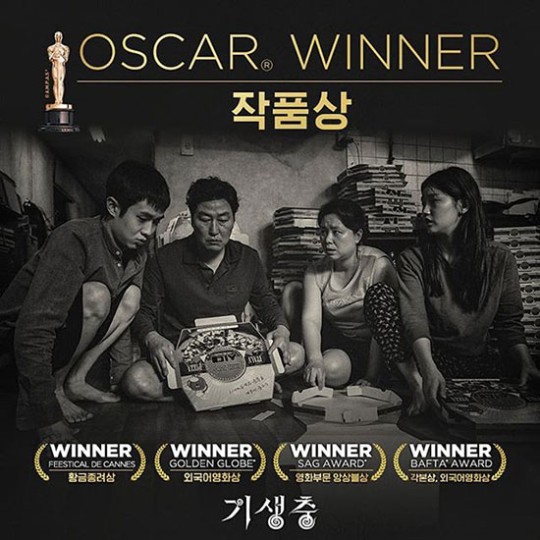 OSCAR® WINNER
작품상
WINNER
FEESTICAL DE CANNES
황금종려상
WINNER
GOLDEN GLOBE®
외국어영화상
WINNER
SAG AWARD®
영화부문 앙상블상
WINNER
BAFTA® AWARD
각본상, 외국어영화상
기생충